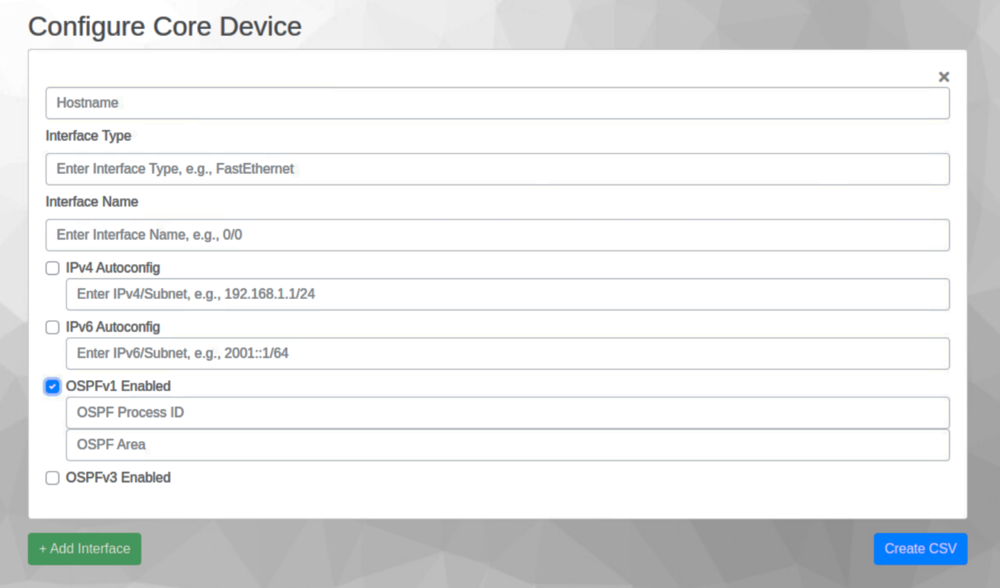 Configure Core Device
×
Hostname
Interface Type
Enter Interface Type, e.g., FastEthernet
Interface Name
Enter Interface Name, e.g., 0/0
IPv4 Autoconfig
Enter IPv4/Subnet, e.g., 192.168.1.1/24
IPv6 Autoconfig
Enter IPv6/Subnet, e.g., 2001::1/64
OSPFv1 Enabled
OSPF Process ID
OSPF Area
OSPFv3 Enabled
+ Add Interface
Create CSV